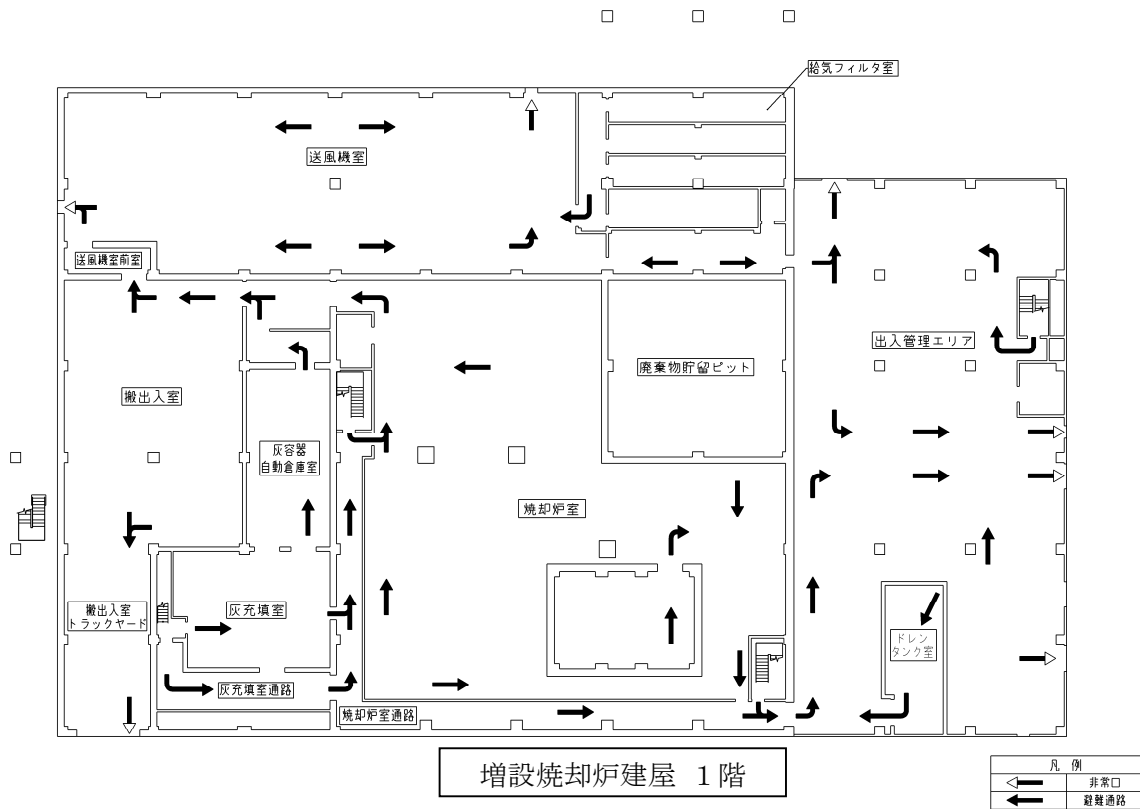 給気フィルタ室
送風機室
送風機室前室
出入管理エリア
廃棄物貯留ピット
搬出入室
灰容器
自動倉庫室
焼却炉室
搬出入室
トラックヤード
灰充填室
ドレン
タンク室
灰充填室通路
焼却炉室通路
増設焼却炉建屋 1階
凡 例
非常口
避難通路